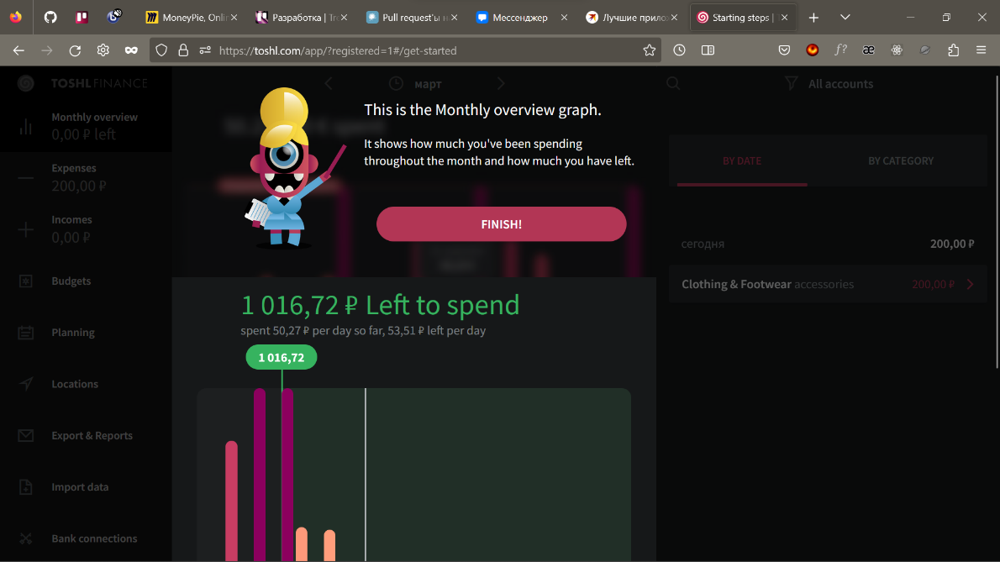 MoneyPie, Onlin
Разработка | Tre
Pull request'ы н
Мессенджер
Лучшие прилож
Starting steps |
https://toshl.com/app/?registered=1#/get-started
TOSHL FINANCE
март
All accounts
Monthly overview
0,00 ₽ left
Expenses
200,00 ₽
Incomes
0,00 ₽
Budgets
Planning
Locations
Export & Reports
Import data
Bank connections
This is the Monthly overview graph.
It shows how much you've been spending
throughout the month and how much you have left.
FINISH!
1 016,72 ₽ Left to spend
spent 50,27 ₽ per day so far, 53,51 ₽ left per day
1 016,72
BY DATE
BY CATEGORY
сегодня
200,00 ₽
Clothing & Footwear accessories
200,00 ₽